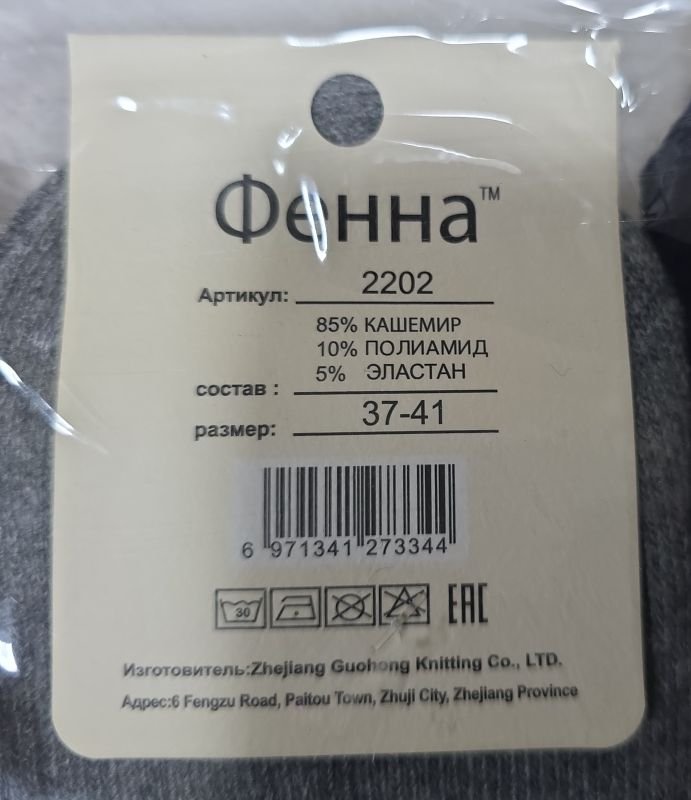 Фенна™
Артикул: 2202
85% КАШЕМИР
10% ПОЛИАМИД
5% ЭЛАСТАН
состав :
размер: 37-41
6 971341 273344
30
EAC
Изготовитель:Zhejiang Guohong Knitting Co., LTD.
Адрес:6 Fengzu Road, Paitou Town, Zhuji City, Zhejiang Province